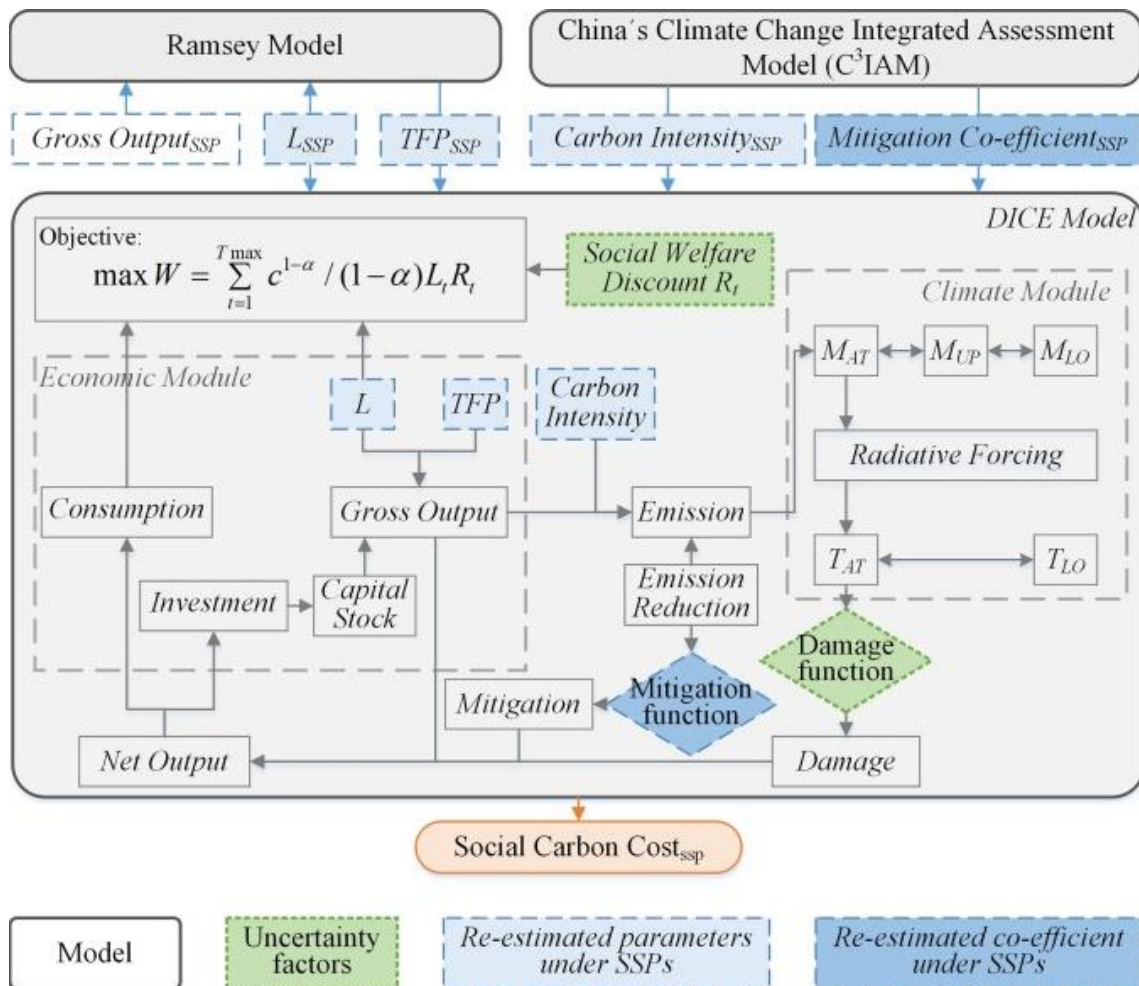 Ramsey Model
China´s Climate Change Integrated Assessment
Model (C³IAM)
Gross Output_SSP
L_SSP
TFP_SSP
Carbon Intensity_SSP
Mitigation Co-efficient_SSP
DICE Model
Objective:
max W = ∑_{t=1}^{T max} c^{1−α} / (1−α)L_t R_t
Social Welfare
Discount R_t
Climate Module
M_AT
M_UP
M_LO
Economic Module
L
TFP
Carbon
Intensity
Radiative Forcing
Consumption
Gross Output
Emission
T_AT
T_LO
Investment
Capital
Stock
Emission
Reduction
Damage
function
Mitigation
Mitigation
function
Net Output
Damage
Social Carbon Cost_ssp
Model
Uncertainty
factors
Re-estimated parameters
under SSPs
Re-estimated co-efficient
under SSPs